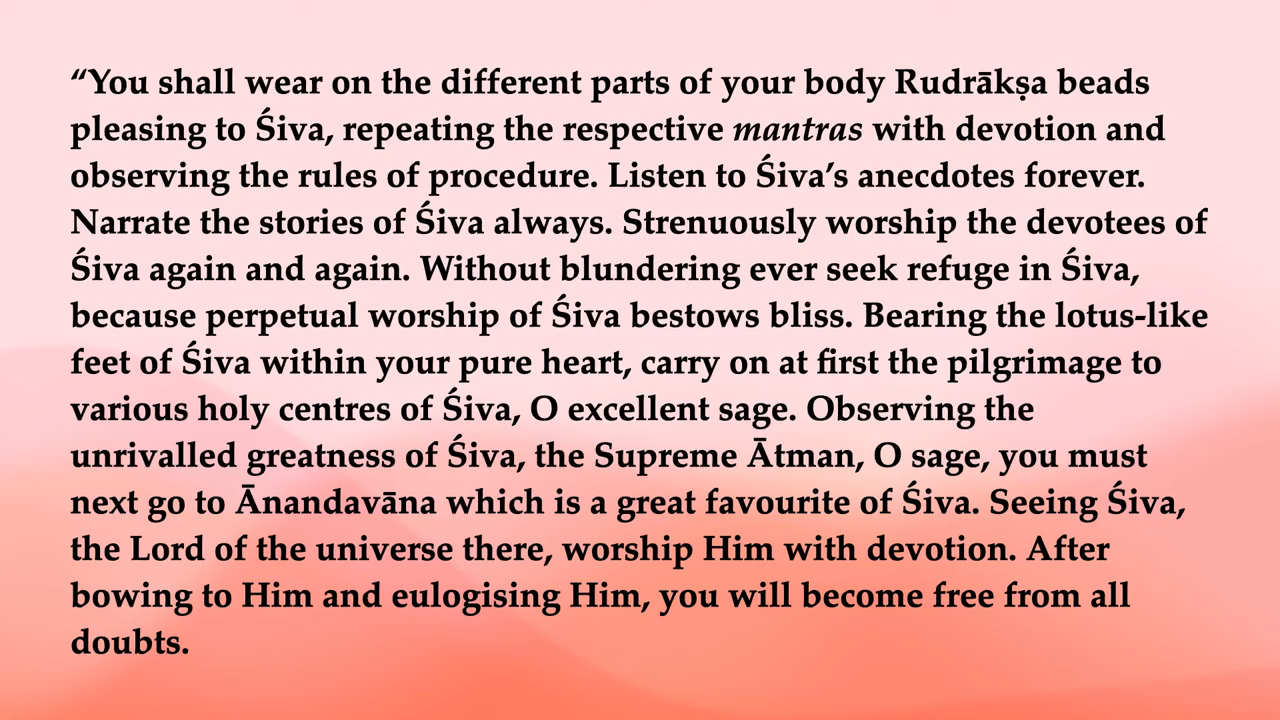 “You shall wear on the different parts of your body Rudrākṣa beads
pleasing to Śiva, repeating the respective mantras with devotion and
observing the rules of procedure. Listen to Śiva’s anecdotes forever.
Narrate the stories of Śiva always. Strenuously worship the devotees of
Śiva again and again. Without blundering ever seek refuge in Śiva,
because perpetual worship of Śiva bestows bliss. Bearing the lotus-like
feet of Śiva within your pure heart, carry on at first the pilgrimage to
various holy centres of Śiva, O excellent sage. Observing the
unrivalled greatness of Śiva, the Supreme Ātman, O sage, you must
next go to Ānandavāna which is a great favourite of Śiva. Seeing Śiva,
the Lord of the universe there, worship Him with devotion. After
bowing to Him and eulogising Him, you will become free from all
doubts.